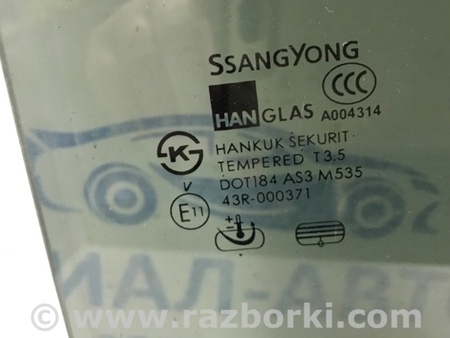 SSANGYONG
HANGLAS
CCC
A004314
K
S
HANKUK SEKURIT
TEMPERED T3.5
V
DOT184 AS3 M535
E11
43R-000371
ИАЛ-АВТ
© www.razborki.com